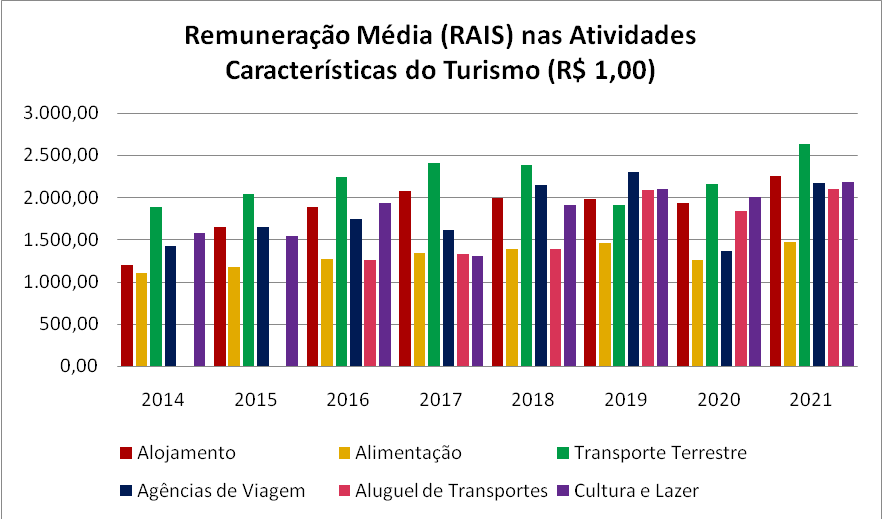 Remuneração Média (RAIS) nas Atividades
Características do Turismo (R$ 1,00)
3.000,00
2.500,00
2.000,00
1.500,00
1.000,00
500,00
0,00
2014 2015 2016 2017 2018 2019 2020 2021
Alojamento Alimentação Transporte Terrestre
Agências de Viagem Aluguel de Transportes Cultura e Lazer